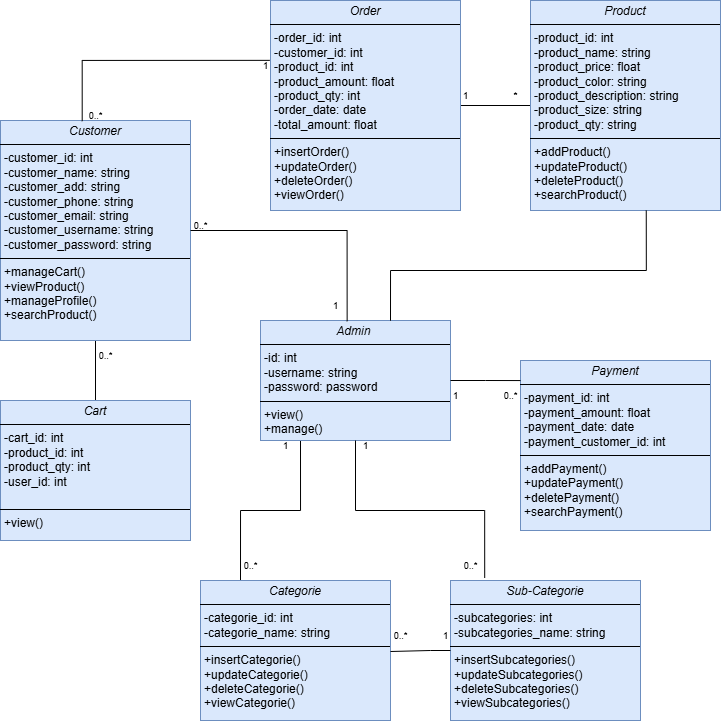 Order
-order_id: int
-customer_id: int
-product_id: int
-product_amount: float
-product_qty: int
-order_date: date
-total_amount: float
+insertOrder()
+updateOrder()
+deleteOrder()
+viewOrder()
Product
-product_id: int
-product_name: string
-product_price: float
-product_color: string
-product_description: string
-product_size: string
-product_qty: string
+addProduct()
+updateProduct()
+deleteProduct()
+searchProduct()
1
0..*
1
*
Customer
-customer_id: int
-customer_name: string
-customer_add: string
-customer_phone: string
-customer_email: string
-customer_username: string
-customer_password: string
+manageCart()
+viewProduct()
+manageProfile()
+searchProduct()
0..*
1
0..*
Admin
-id: int
-username: string
-password: password
+view()
+manage()
1
0..*
Payment
-payment_id: int
-payment_amount: float
-payment_date: date
-payment_customer_id: int
+addPayment()
+updatePayment()
+deletePayment()
+searchPayment()
Cart
-cart_id: int
-product_id: int
-product_qty: int
-user_id: int
+view()
1
1
0..*
0..*
Categorie
-categorie_id: int
-categorie_name: string
+insertCategorie()
+updateCategorie()
+deleteCategorie()
+viewCategorie()
0..*
1
Sub-Categorie
-subcategories: int
-subcategories_name: string
+insertSubcategories()
+updateSubcategories()
+deleteSubcategories()
+viewSubcategories()